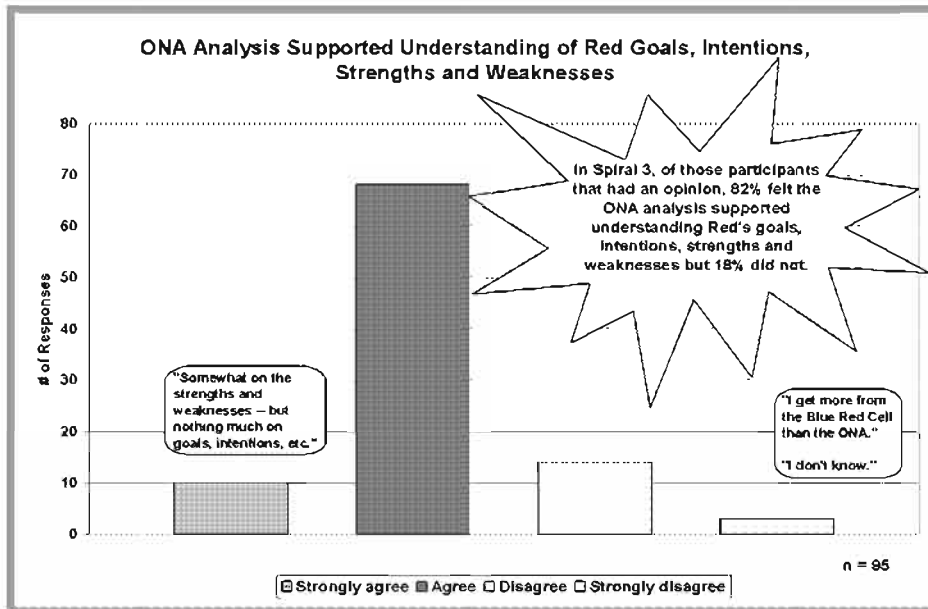 ONA Analysis Supported Understanding of Red Goals, Intentions,
Strengths and Weaknesses
In Spiral 3, of those participants
that had an opinion, 82% felt the
ONA analysis supported
understanding Red's goals,
intentions, strengths and
weaknesses but 18% did not.
# of Responses
80
70
60
50
40
30
20
10
0
"Somewhat on the
strengths and
weaknesses – but
nothing much on
goals, intentions, etc."
"I get more from
the Blue Red Cell
than the ONA."
"I don't know."
n = 95
Strongly agree Agree Disagree Strongly disagree